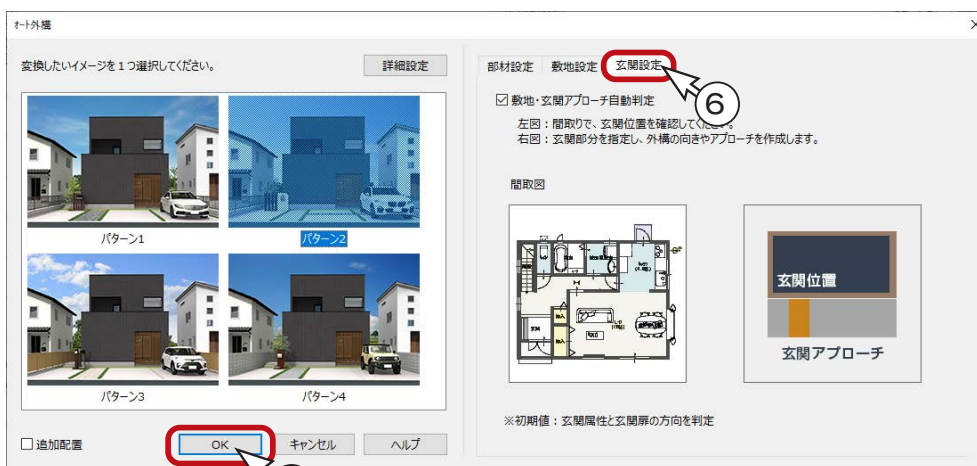 オート外構
変換したいイメージを1つ選択してください。
詳細設定
パターン1
パターン2
パターン3
パターン4
追加配置
OK
キャンセル
ヘルプ
部材設定
敷地設定
玄関設定
6
敷地・玄関アプローチ自動判定
左図：間取りで、玄関位置を確認してください。
右図：玄関部分を指定し、外構の向きやアプローチを作成します。
間取図
玄関位置
玄関アプローチ
※初期値：玄関属性と玄関扉の方向を判定